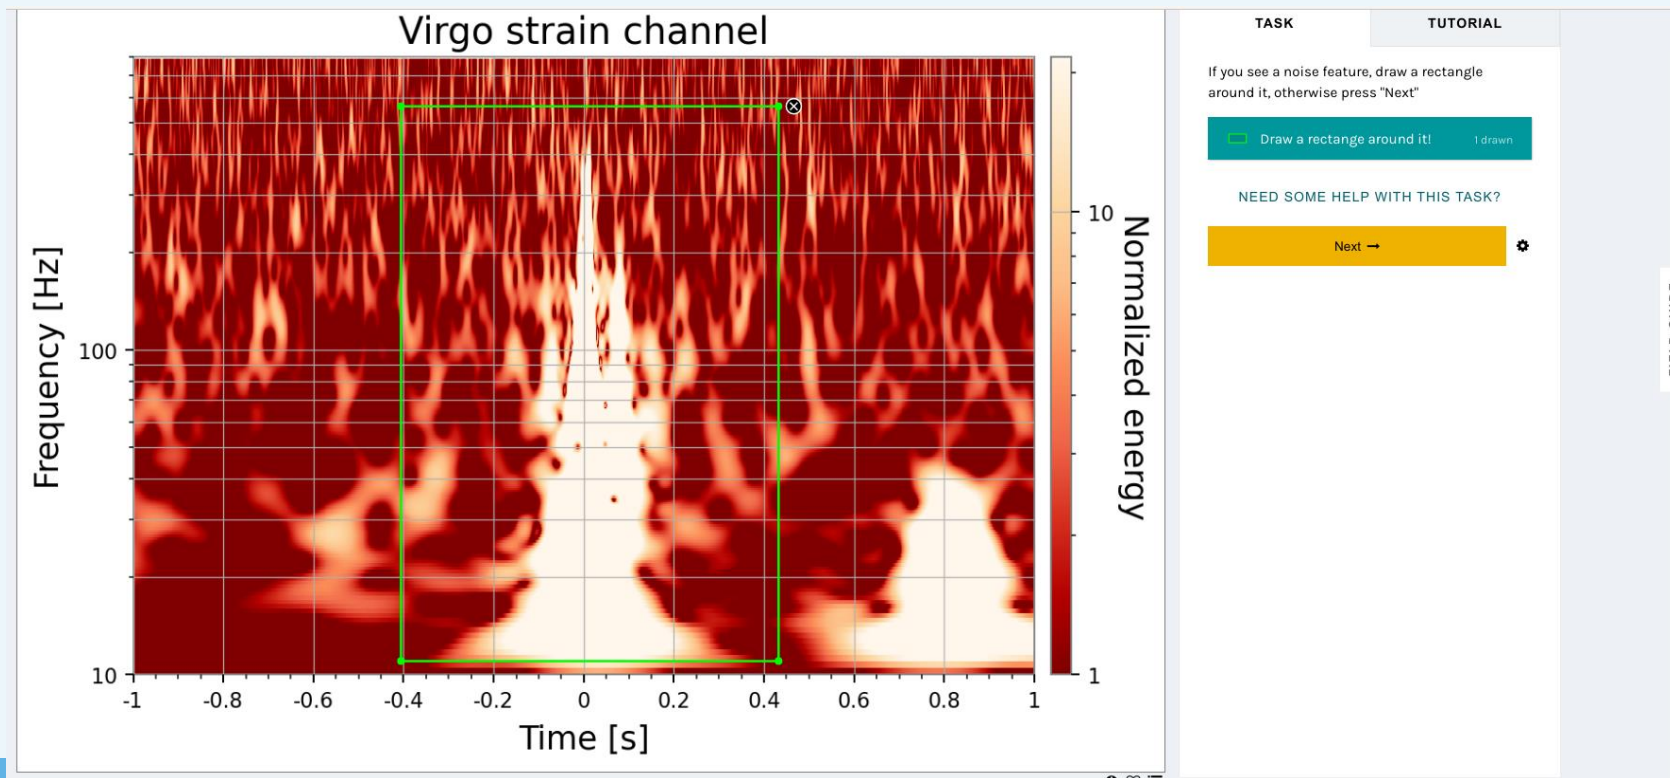 Virgo strain channel
Frequency [Hz]
100
10
-1 -0.8 -0.6 -0.4 -0.2 0 0.2 0.4 0.6 0.8 1
Time [s]
10
1
Normalized energy
TASK
TUTORIAL
If you see a noise feature, draw a rectangle
around it, otherwise press "Next"
Draw a rectange around it! 1 drawn
NEED SOME HELP WITH THIS TASK?
Next →